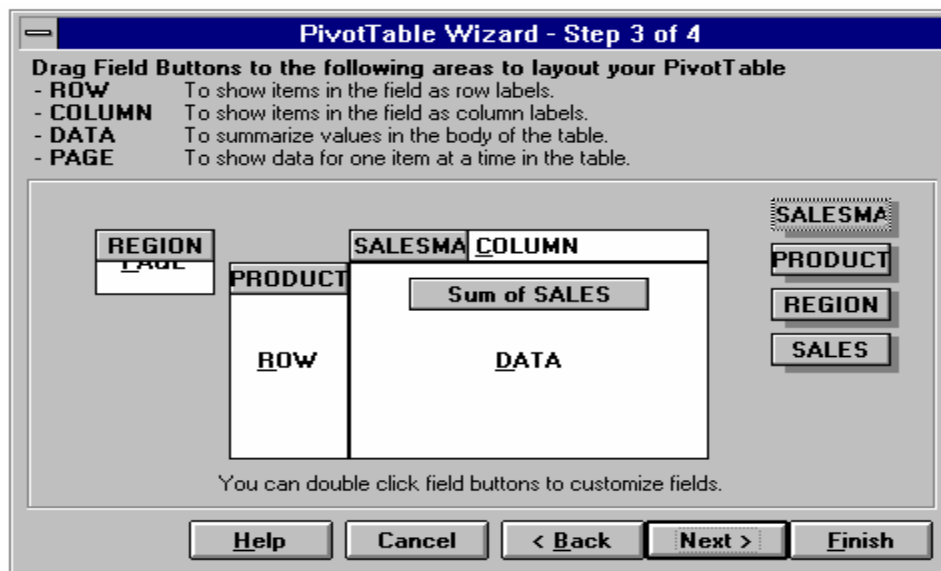 PivotTable Wizard - Step 3 of 4
Drag Field Buttons to the following areas to layout your PivotTable
- ROW To show items in the field as row labels.
- COLUMN To show items in the field as column labels.
- DATA To summarize values in the body of the table.
- PAGE To show data for one item at a time in the table.
SALESMA
REGION
SALESMA COLUMN
PAGE
PRODUCT
PRODUCT
Sum of SALES
REGION
ROW
DATA
SALES
You can double click field buttons to customize fields.
Help Cancel < Back Next > Finish